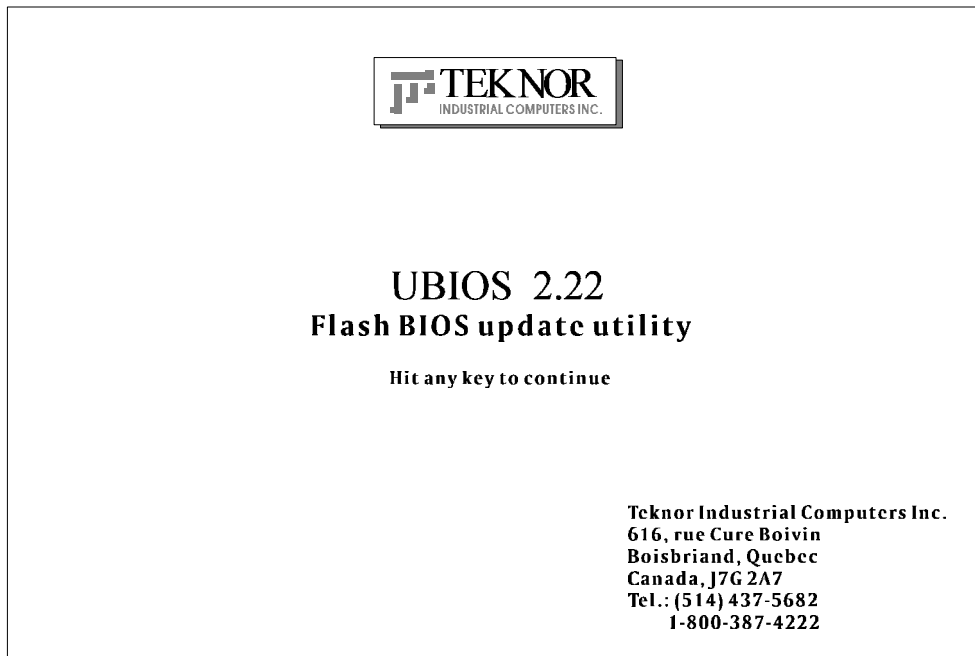 TEKNOR
INDUSTRIAL COMPUTERS INC.
UBIOS 2.22
Flash BIOS update utility
Hit any key to continue
Teknor Industrial Computers Inc.
616, rue Cure Boivin
Boisbriand, Quebec
Canada, J7G 2A7
Tel.: (514) 437-5682
1-800-387-4222